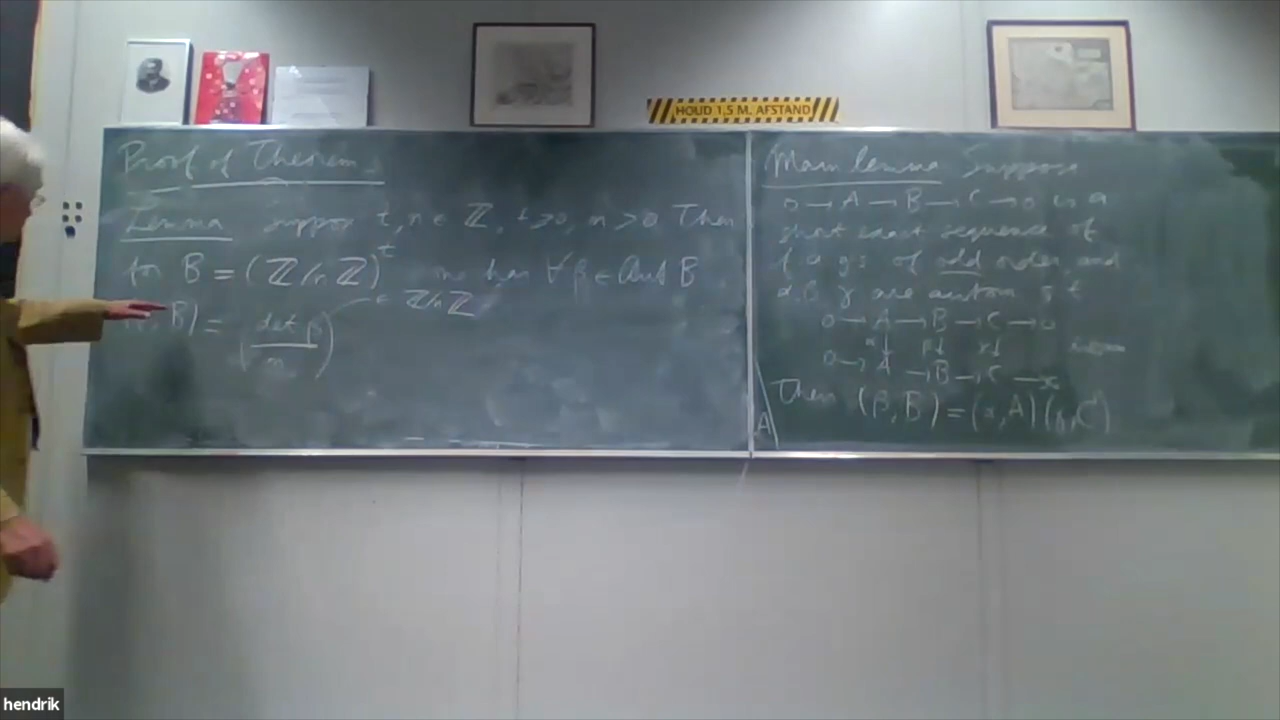 HOUD 1,5 M. AFSTAND
Proof of Theorem
Lemma Suppose t, n ∈ ℤ, t > 0, n > 0. Then
for B = (ℤ/nℤ)^t one has ∀ β ∈ Aut B
, B) = (det β / n) ∈ ℤ/nℤ
Main lemma Suppose
0 → A → B → C → 0 is a
short exact sequence of
f a gs of odd order, and
α, β, γ are autom s t
0 → A → B → C → 0
α↓ β↓ γ↓
0 → A → B → C → 0
Then (β, B) = (α, A)(γ, C)
A
hendrik